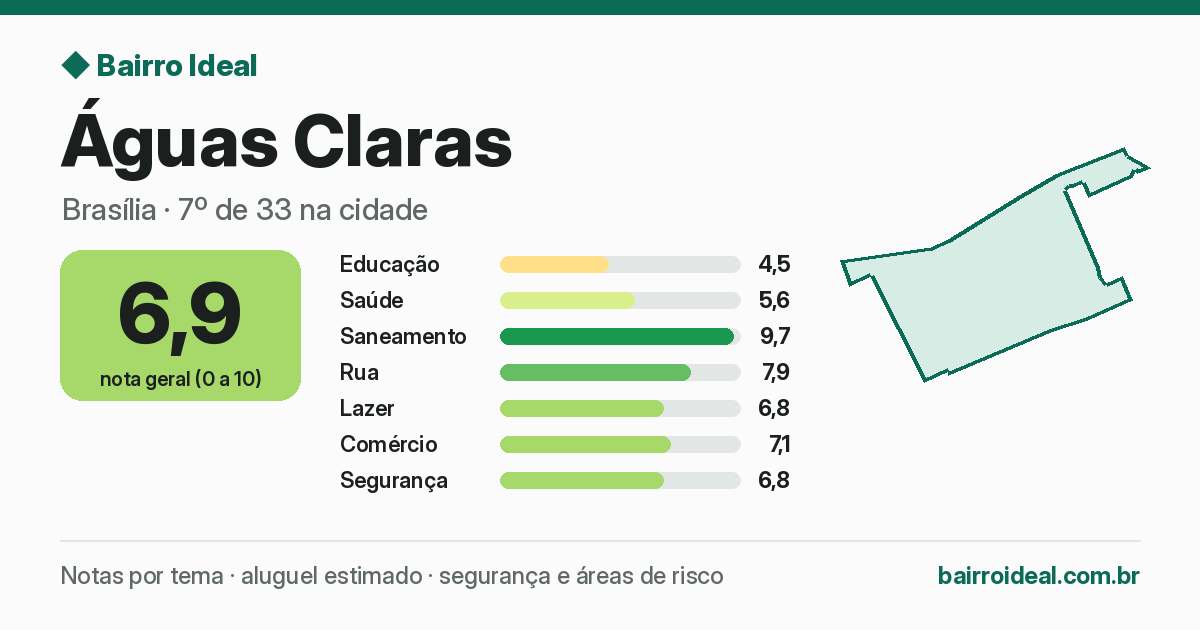 Bairro Ideal
Águas Claras
Brasília · 7º de 33 na cidade
6,9
nota geral (0 a 10)
Educação 4,5
Saúde 5,6
Saneamento 9,7
Rua 7,9
Lazer 6,8
Comércio 7,1
Segurança 6,8
Notas por tema · aluguel estimado · segurança e áreas de risco
bairroideal.com.br